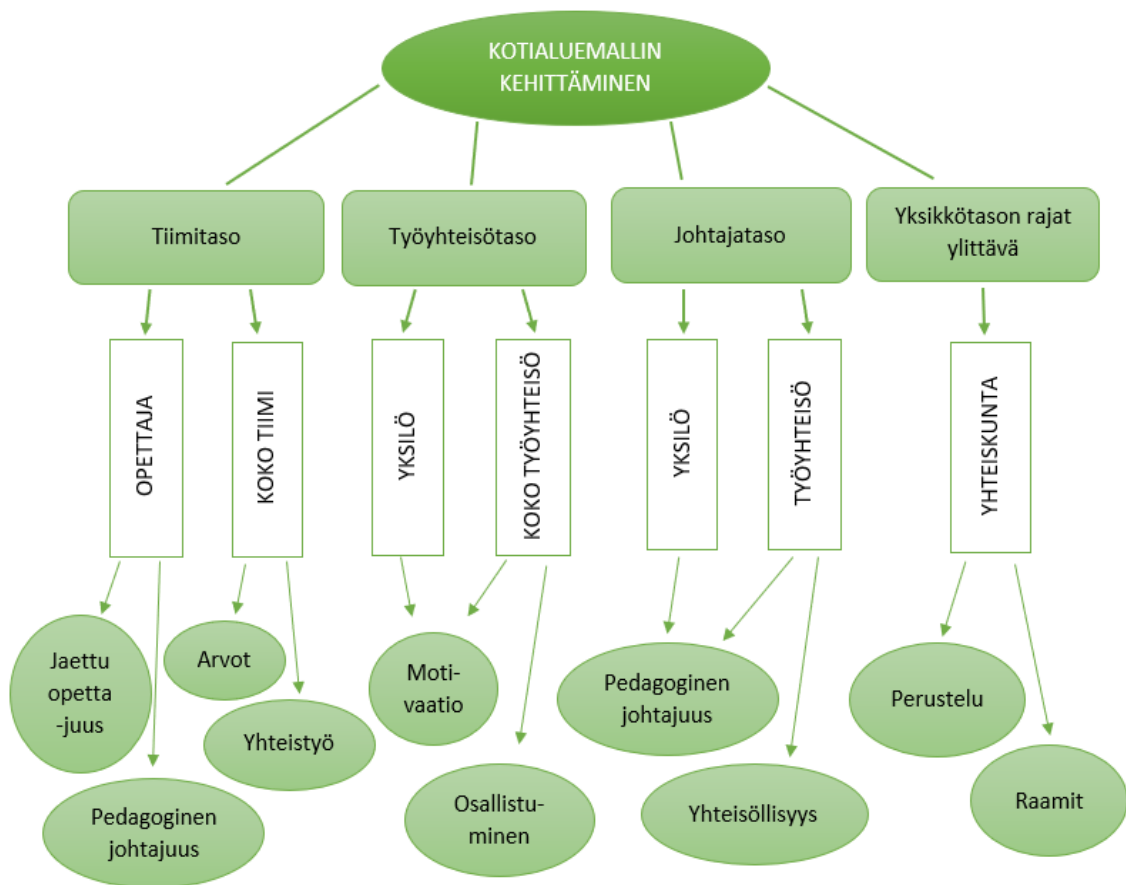 KOTIALUEMALLIN
KEHITTÄMINEN
Tiimitaso
Työyhteisötaso
Johtajataso
Yksikkötason rajat
ylittävä
OPETTAJA
KOKO TIIMI
YKSILÖ
KOKO TYÖYHTEISÖ
YKSILÖ
TYÖYHTEISÖ
YHTEISKUNTA
Jaettu
opetta
-juus
Arvot
Moti-
vaatio
Pedagoginen
johtajuus
Perustelu
Yhteistyö
Pedagoginen
johtajuus
Osallistu-
minen
Yhteisöllisyys
Raamit